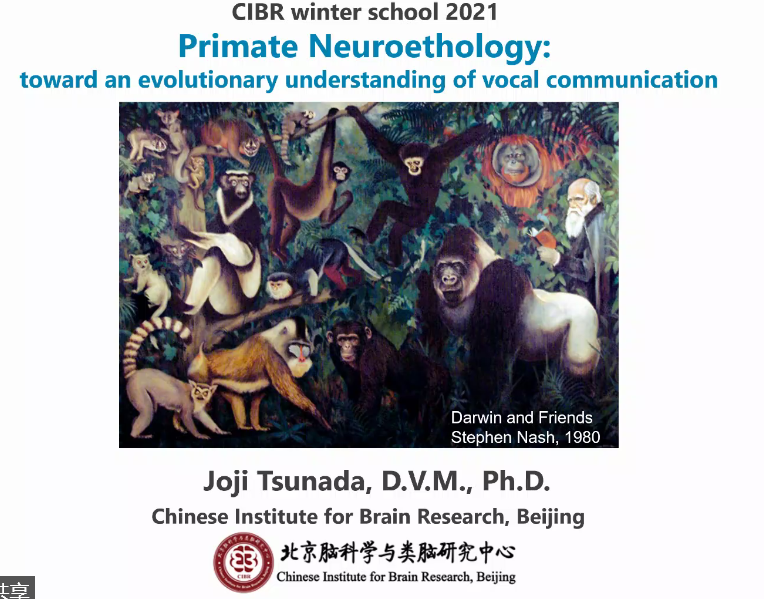 CIBR winter school 2021
Primate Neuroethology:
toward an evolutionary understanding of vocal communication
Darwin and Friends
Stephen Nash, 1980
Joji Tsunada, D.V.M., Ph.D.
Chinese Institute for Brain Research, Beijing
CIBR
北京脑科学与类脑研究中心
Chinese Institute for Brain Research, Beijing
共享